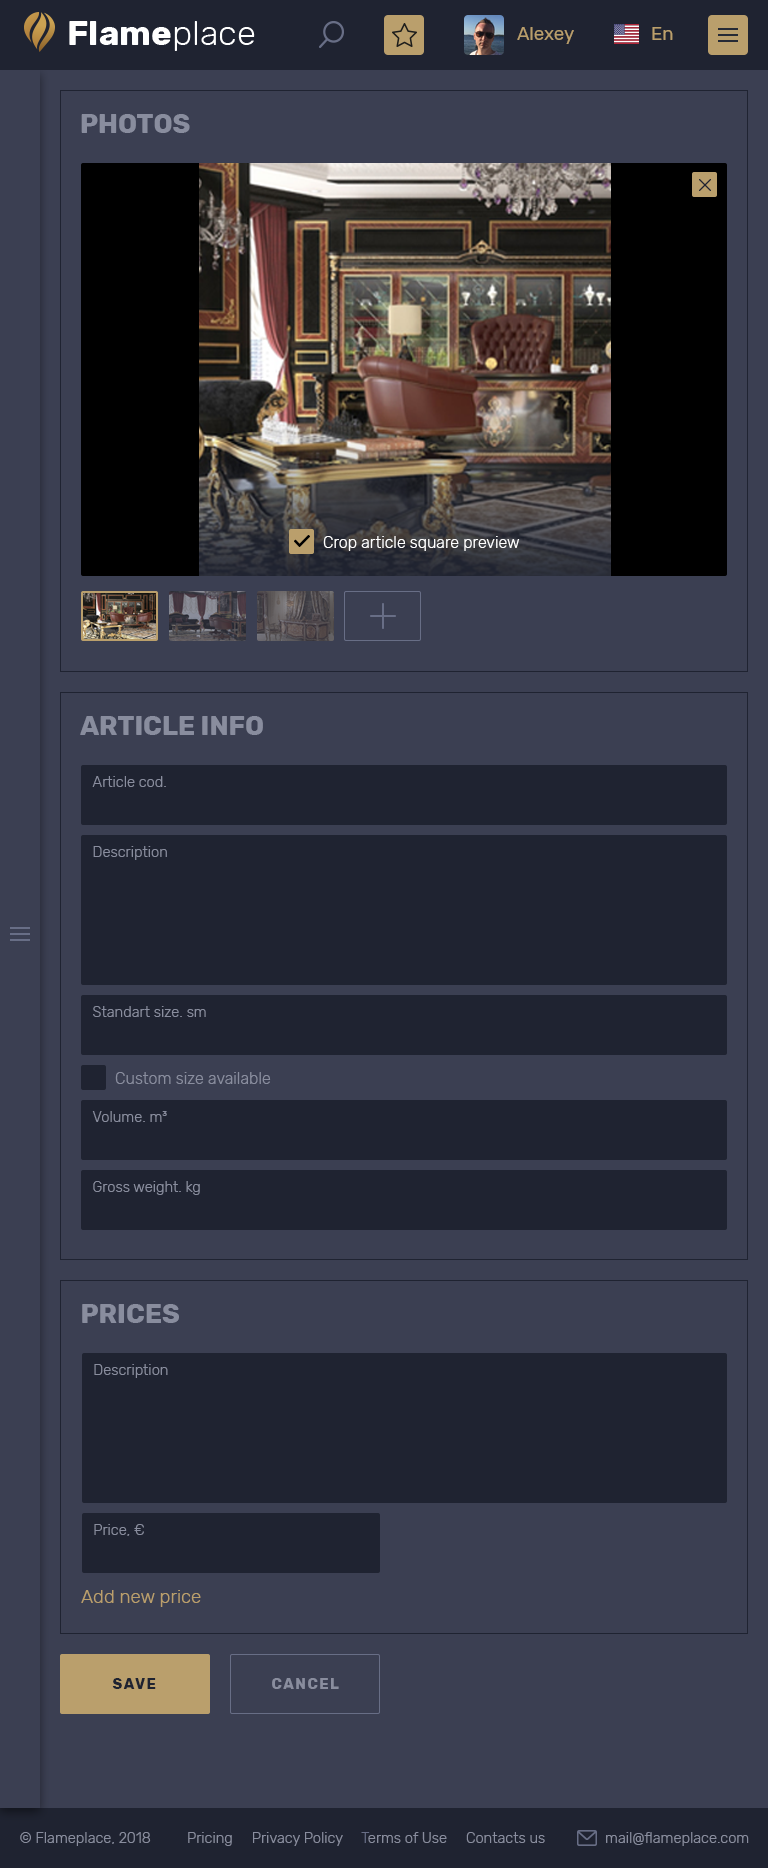 Flameplace
Alexey
En
PHOTOS
Crop article square preview
ARTICLE INFO
Article cod.
Description
Standart size. sm
Custom size available
Volume. m³
Gross weight. kg
PRICES
Description
Price, €
Add new price
SAVE
CANCEL
© Flameplace, 2018 Pricing Privacy Policy Terms of Use Contacts us mail@flameplace.com